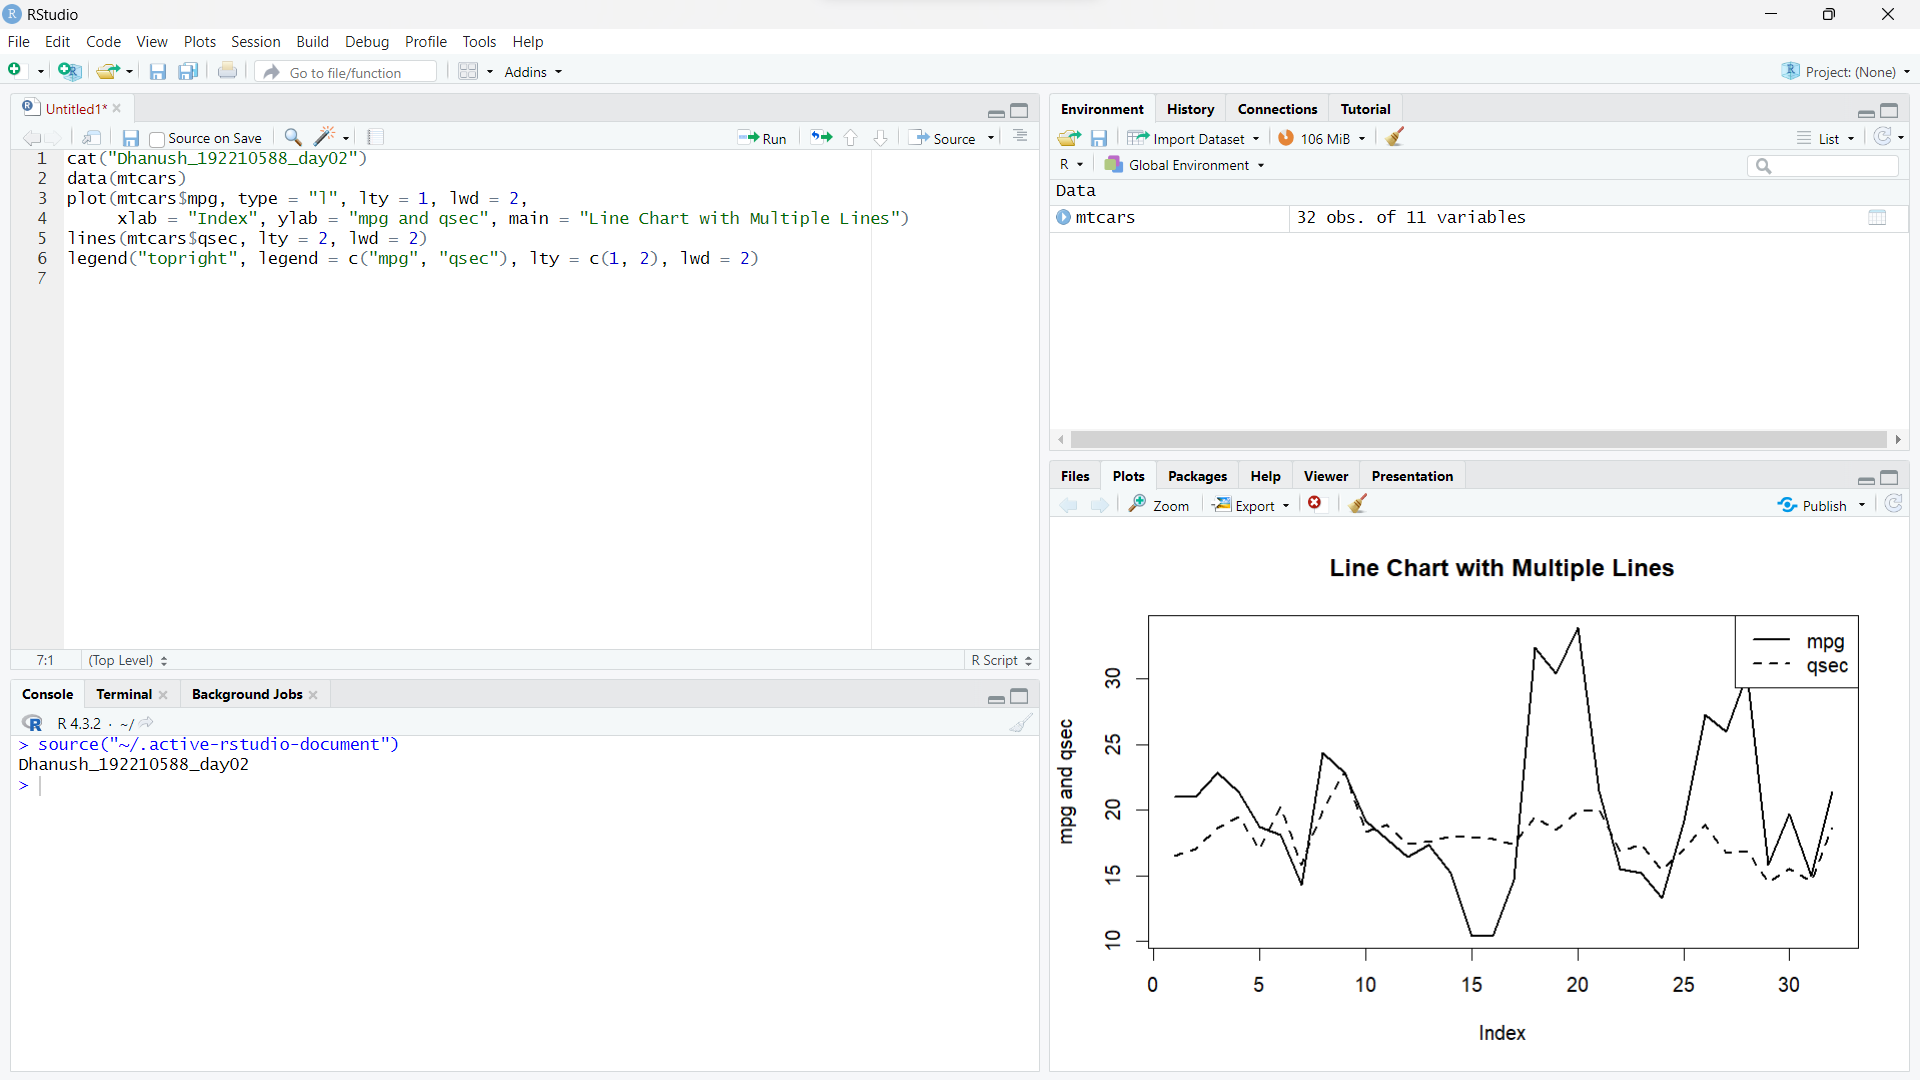 RStudio
File Edit Code View Plots Session Build Debug Profile Tools Help
Go to file/function Addins Project: (None)
Untitled1*
Source on Save Run Source
1 cat("Dhanush_192210588_day02")
2 data(mtcars)
3 plot(mtcars$mpg, type = "l", lty = 1, lwd = 2,
4 xlab = "Index", ylab = "mpg and qsec", main = "Line Chart with Multiple Lines")
5 lines(mtcars$qsec, lty = 2, lwd = 2)
6 legend("topright", legend = c("mpg", "qsec"), lty = c(1, 2), lwd = 2)
7
7:1 (Top Level) R Script
Console Terminal Background Jobs
R 4.3.2 · ~/
> source("~/.active-rstudio-document")
Dhanush_192210588_day02
>
Environment History Connections Tutorial
Import Dataset 106 MiB List
R Global Environment
Data
mtcars 32 obs. of 11 variables
Files Plots Packages Help Viewer Presentation
Zoom Export Publish
Line Chart with Multiple Lines
mpg
qsec
mpg and qsec
30
25
20
15
10
0 5 10 15 20 25 30
Index